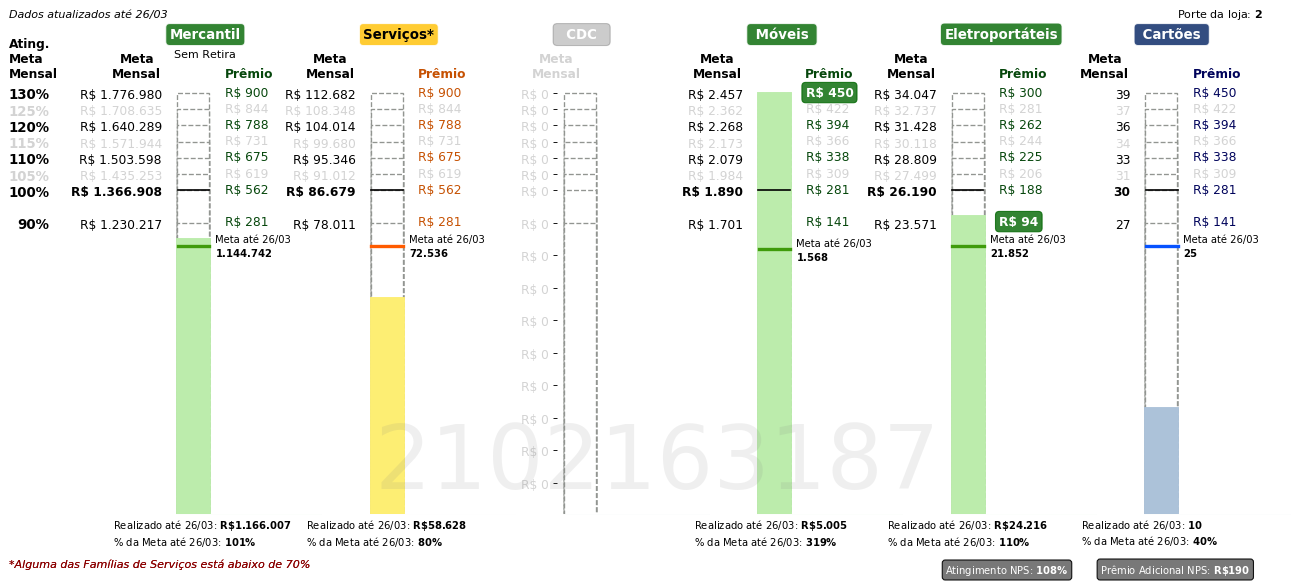 Dados atualizados até 26/03
Porte da loja: 2
Mercantil
Serviços*
CDC
Móveis
Eletroportáteis
Cartões
Ating. Meta Mensal
Sem Retira
Meta Mensal
Prêmio
Meta Mensal
Prêmio
Meta Mensal
Meta Mensal
Prêmio
Meta Mensal
Prêmio
Meta Mensal
Prêmio
130% R$ 1.776.980 R$ 900 R$ 112.682 R$ 900 R$ 0 R$ 2.457 R$ 450 R$ 34.047 R$ 300 39 R$ 450
125% R$ 1.708.635 R$ 844 R$ 108.348 R$ 844 R$ 0 R$ 2.362 R$ 422 R$ 32.737 R$ 281 37 R$ 422
120% R$ 1.640.289 R$ 788 R$ 104.014 R$ 788 R$ 0 R$ 2.268 R$ 394 R$ 31.428 R$ 262 36 R$ 394
115% R$ 1.571.944 R$ 731 R$ 99.680 R$ 731 R$ 0 R$ 2.173 R$ 366 R$ 30.118 R$ 244 34 R$ 366
110% R$ 1.503.598 R$ 675 R$ 95.346 R$ 675 R$ 0 R$ 2.079 R$ 338 R$ 28.809 R$ 225 33 R$ 338
105% R$ 1.435.253 R$ 619 R$ 91.012 R$ 619 R$ 0 R$ 1.984 R$ 309 R$ 27.499 R$ 206 31 R$ 309
100% R$ 1.366.908 R$ 562 R$ 86.679 R$ 562 R$ 0 R$ 1.890 R$ 281 R$ 26.190 R$ 188 30 R$ 281
90% R$ 1.230.217 R$ 281 R$ 78.011 R$ 281 R$ 0 R$ 1.701 R$ 141 R$ 23.571 R$ 94 27 R$ 141
Meta até 26/03
1.144.742
Meta até 26/03
72.536
Meta até 26/03
1.568
Meta até 26/03
21.852
Meta até 26/03
25
R$ 0
R$ 0
R$ 0
R$ 0
R$ 0
R$ 0
R$ 0
R$ 0
2102163187
Realizado até 26/03: R$1.166.007
% da Meta até 26/03: 101%
Realizado até 26/03: R$58.628
% da Meta até 26/03: 80%
Realizado até 26/03: R$5.005
% da Meta até 26/03: 319%
Realizado até 26/03: R$24.216
% da Meta até 26/03: 110%
Realizado até 26/03: 10
% da Meta até 26/03: 40%
*Alguma das Famílias de Serviços está abaixo de 70%
Atingimento NPS: 108%
Prêmio Adicional NPS: R$190